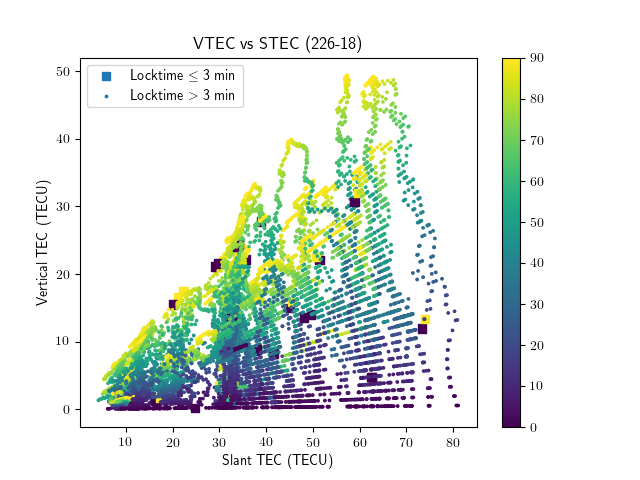 VTEC vs STEC (226-18)
Locktime ≤ 3 min
Locktime > 3 min
Vertical TEC (TECU)
50
40
30
20
10
0
10 20 30 40 50 60 70 80
Slant TEC (TECU)
90
80
70
60
50
40
30
20
10
0